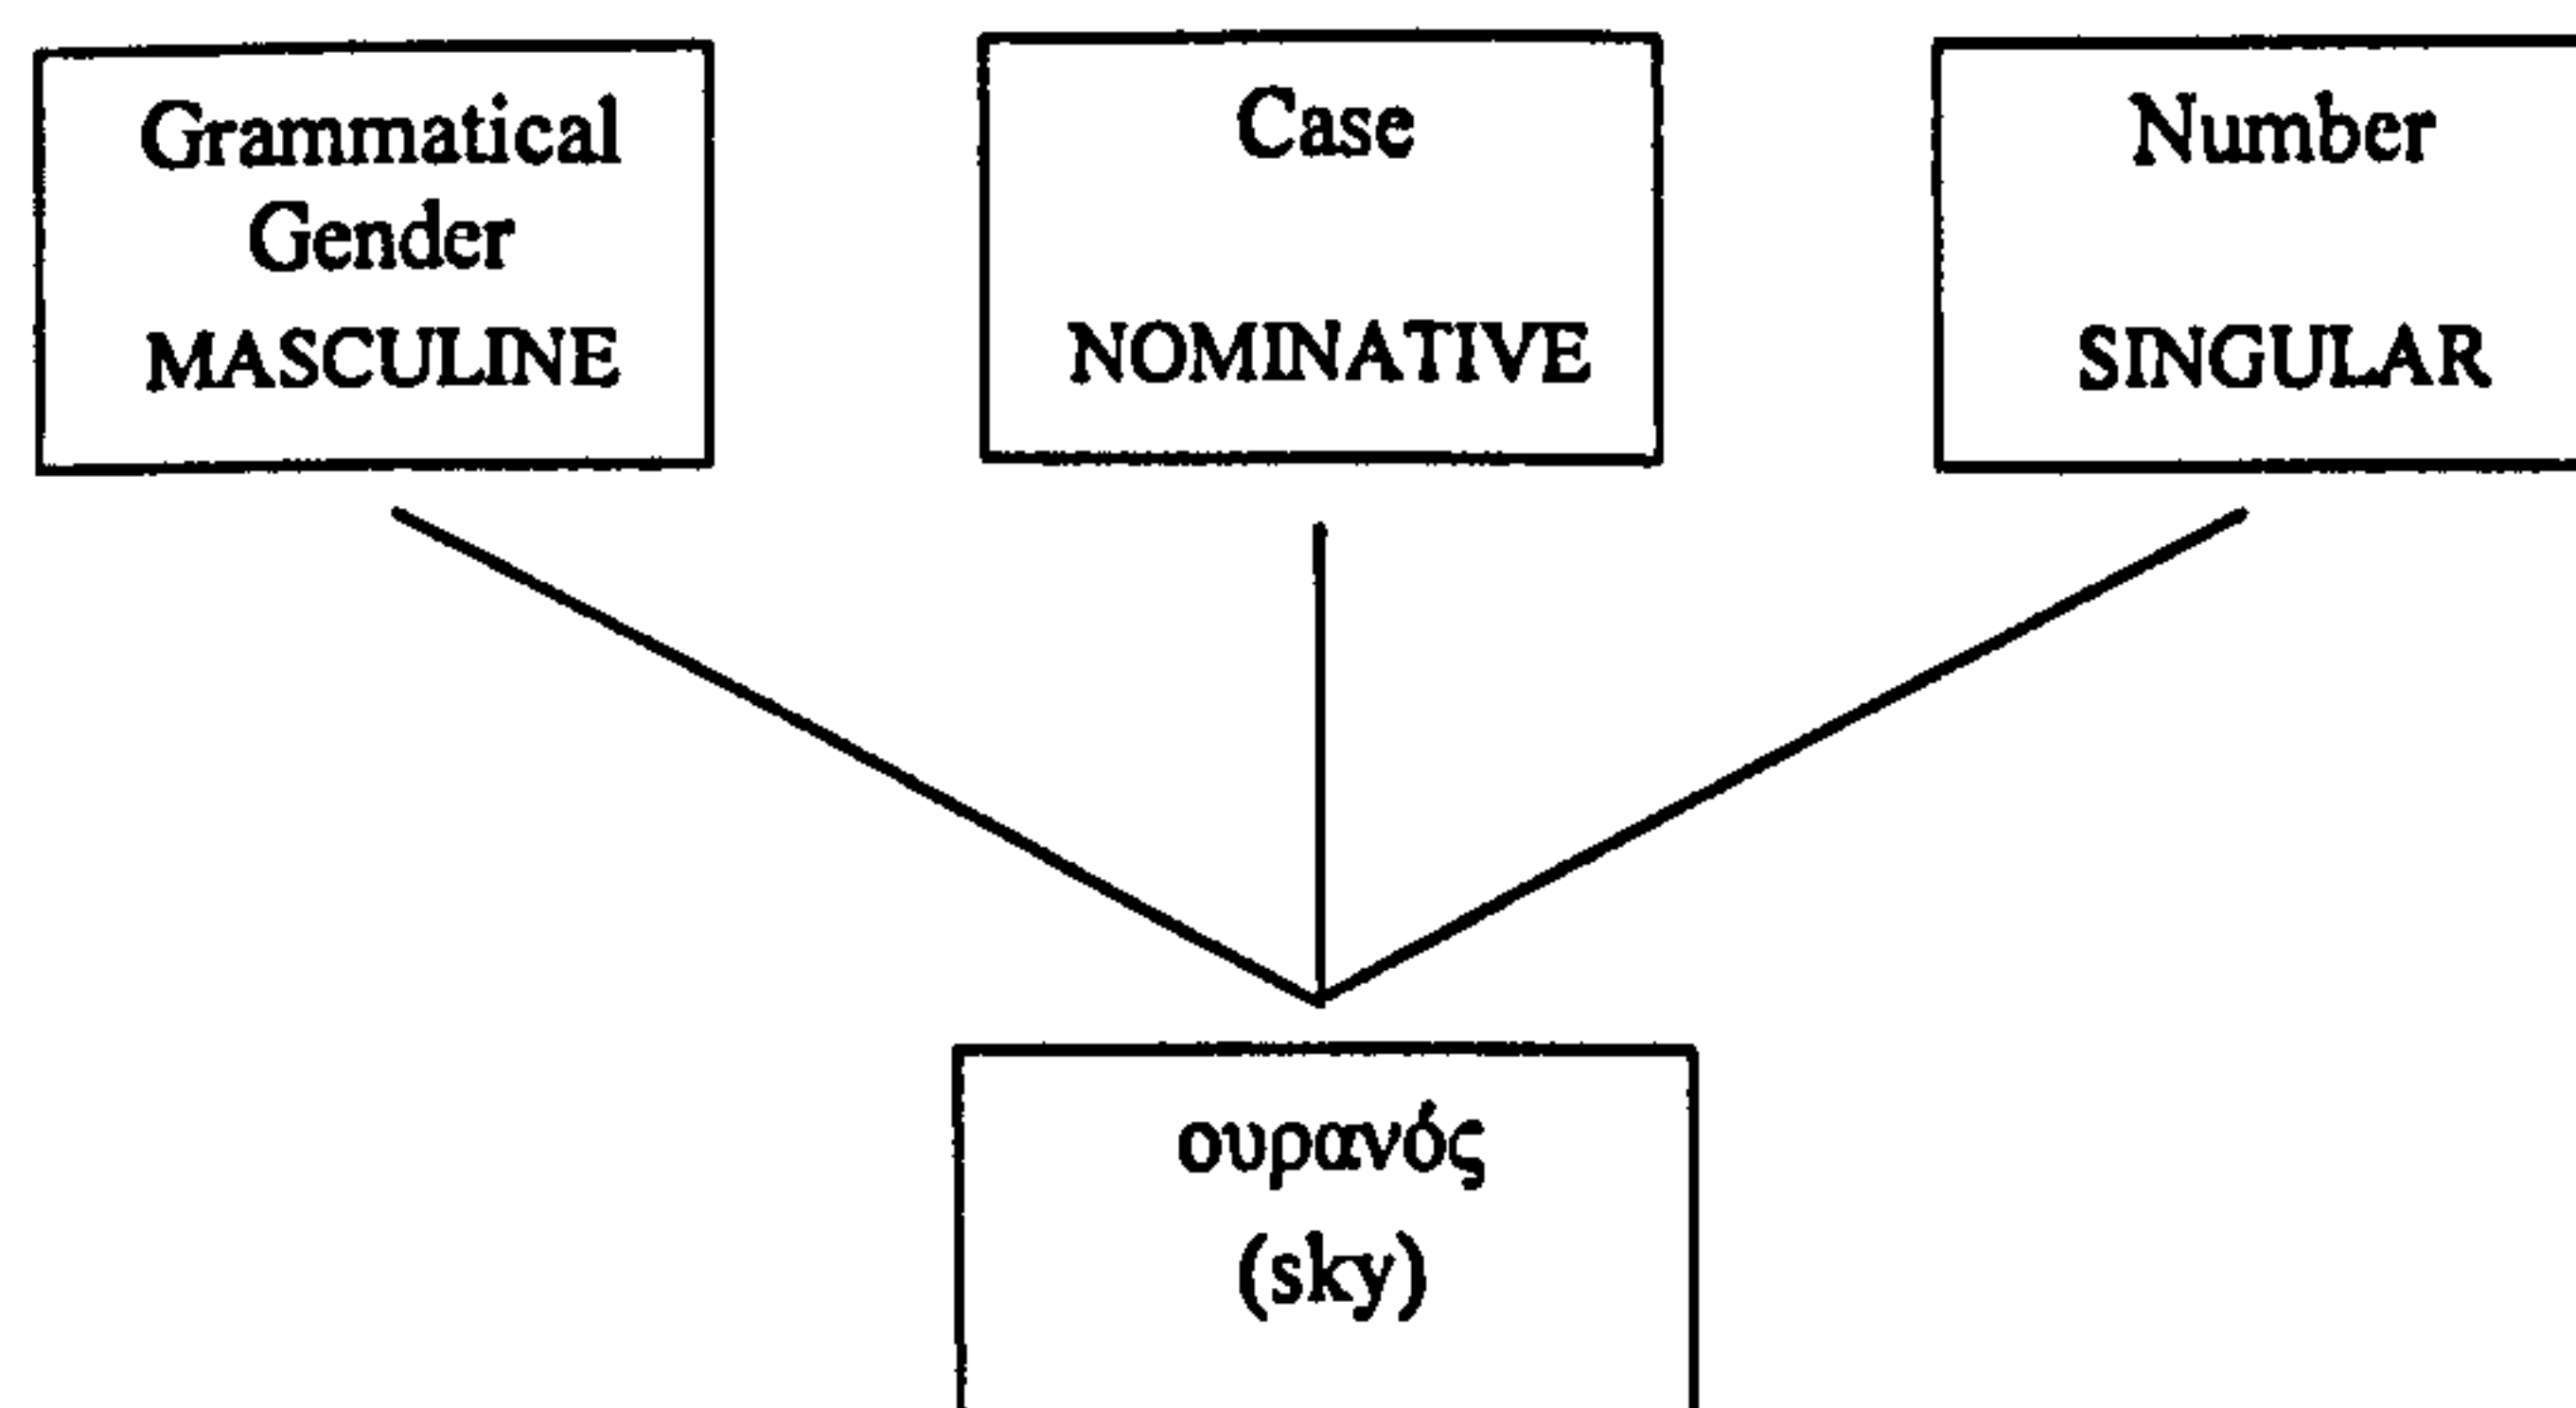 Grammatical
Gender
MASCULINE
Case
NOMINATIVE
Number
SINGULAR
ουρανός
(sky)